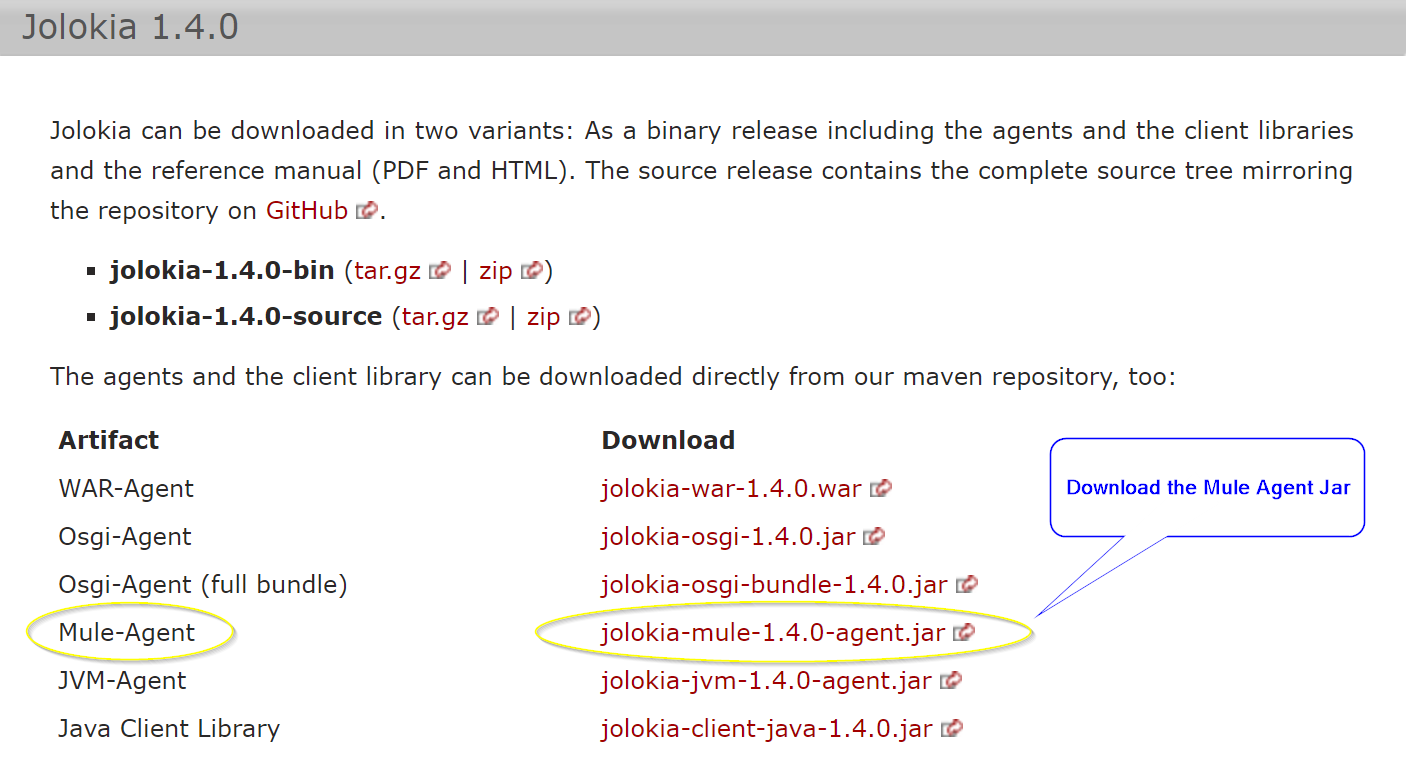 Jolokia 1.4.0
Jolokia can be downloaded in two variants: As a binary release including the agents and the client libraries
and the reference manual (PDF and HTML). The source release contains the complete source tree mirroring
the repository on GitHub.
▪ jolokia-1.4.0-bin (tar.gz | zip)
▪ jolokia-1.4.0-source (tar.gz | zip)
The agents and the client library can be downloaded directly from our maven repository, too:
Artifact Download
WAR-Agent jolokia-war-1.4.0.war
Download the Mule Agent Jar
Osgi-Agent jolokia-osgi-1.4.0.jar
Osgi-Agent (full bundle) jolokia-osgi-bundle-1.4.0.jar
Mule-Agent jolokia-mule-1.4.0-agent.jar
JVM-Agent jolokia-jvm-1.4.0-agent.jar
Java Client Library jolokia-client-java-1.4.0.jar